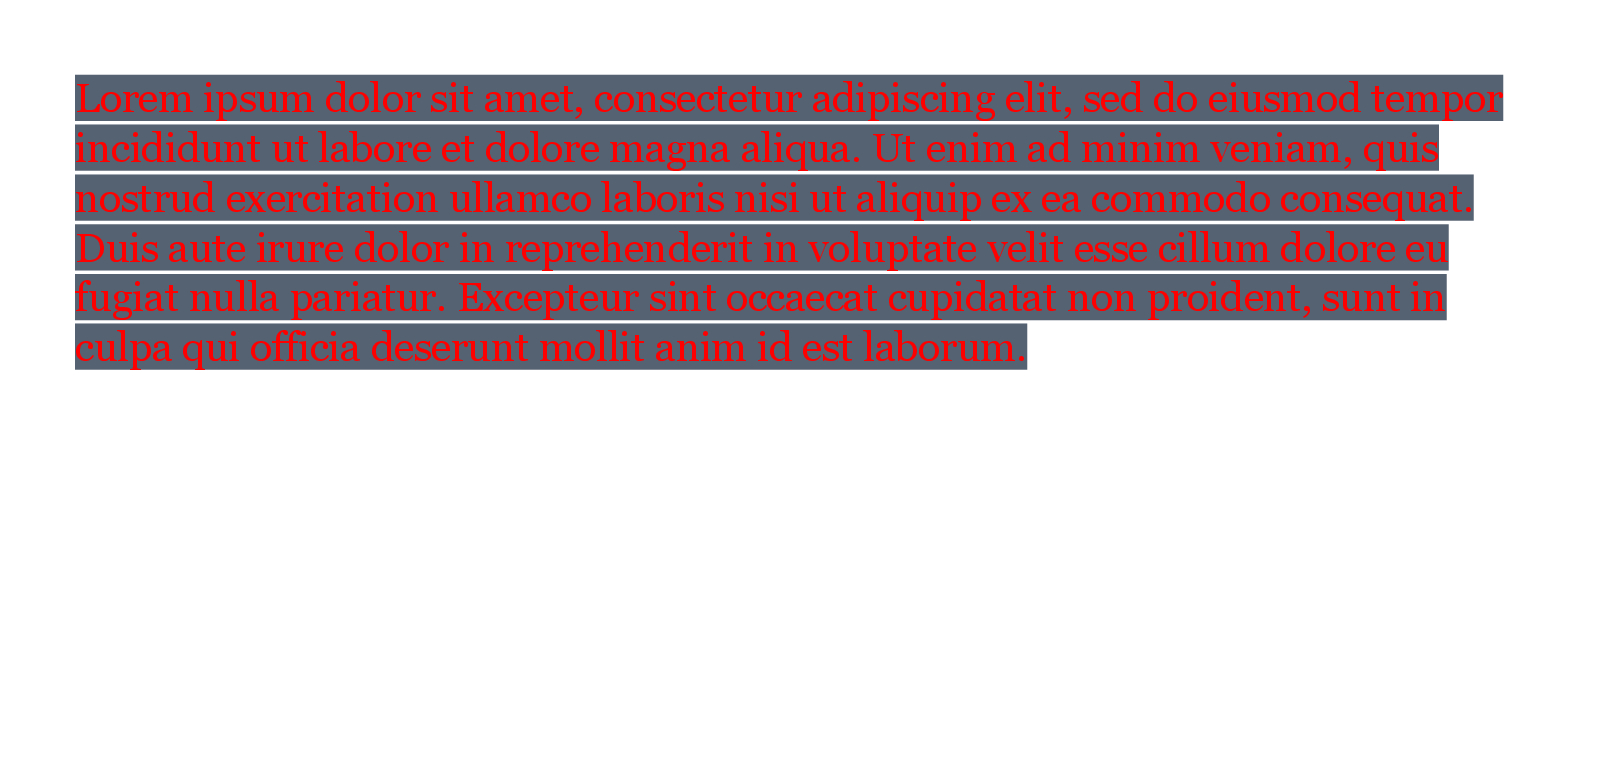 Lorem ipsum dolor sit amet, consectetur adipiscing elit, sed do eiusmod tempor
incididunt ut labore et dolore magna aliqua. Ut enim ad minim veniam, quis
nostrud exercitation ullamco laboris nisi ut aliquip ex ea commodo consequat.
Duis aute irure dolor in reprehenderit in voluptate velit esse cillum dolore eu
fugiat nulla pariatur. Excepteur sint occaecat cupidatat non proident, sunt in
culpa qui officia deserunt mollit anim id est laborum.